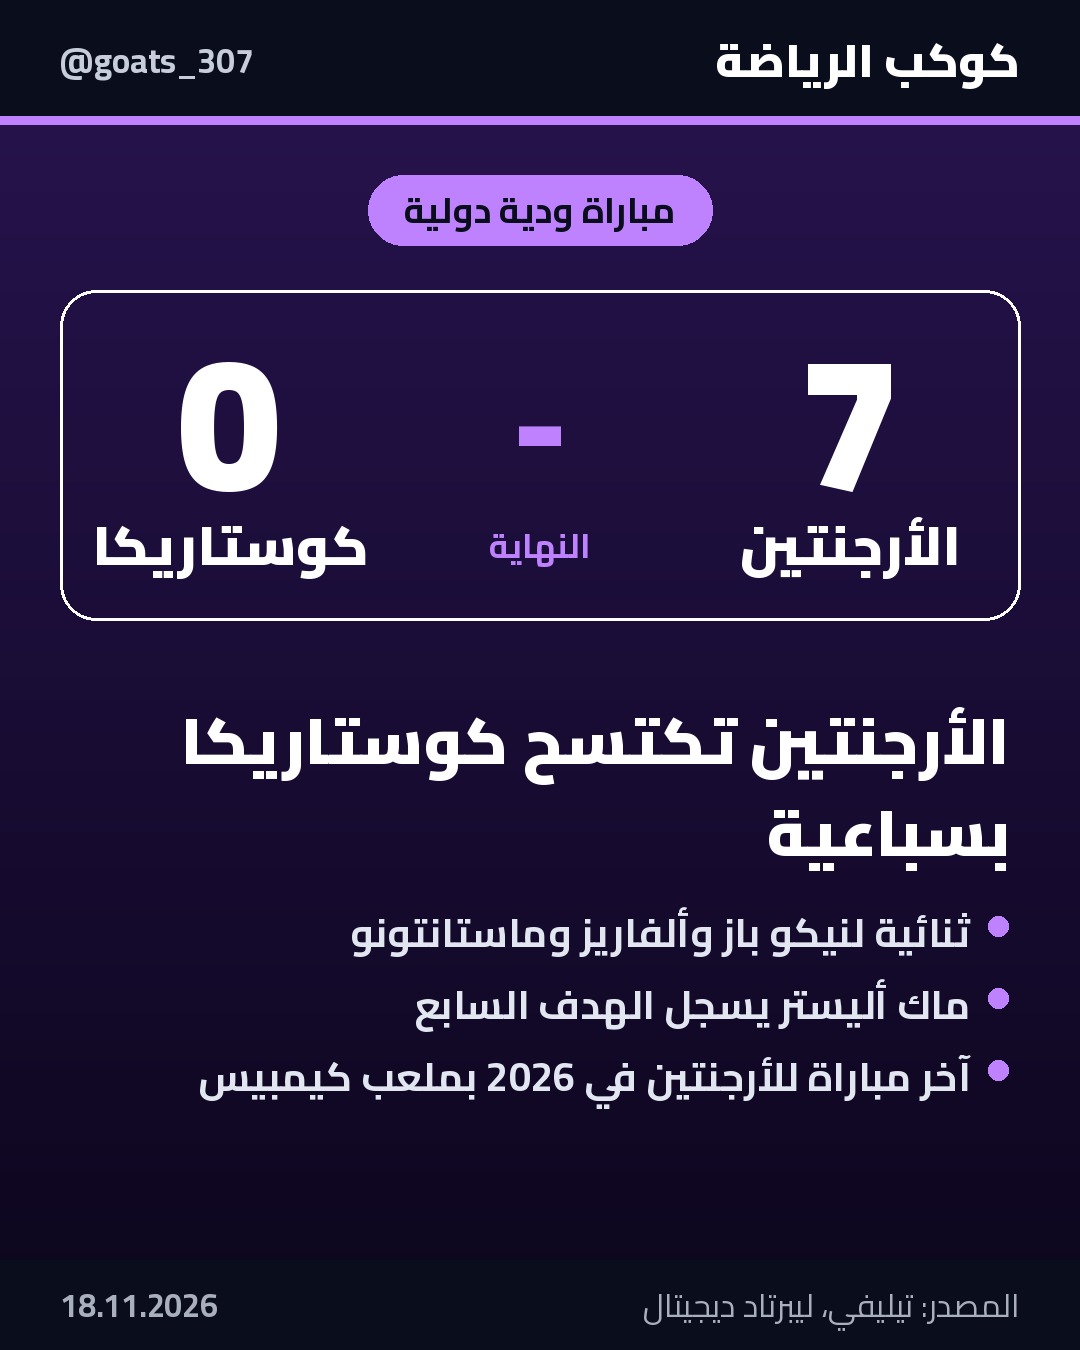 كوكب الرياضة
@goats_307
مباراة ودية دولية
7 - 0
الأرجنتين
النهاية
كوستاريكا
الأرجنتين تكتسح كوستاريكا
بسباعية
ثنائية لنيكو باز وألفاريز وماستانتونو
ماك أليستر يسجل الهدف السابع
آخر مباراة للأرجنتين في 2026 بملعب كيمبيس
المصدر: تيليفي، ليبرتاد ديجيتال
18.11.2026